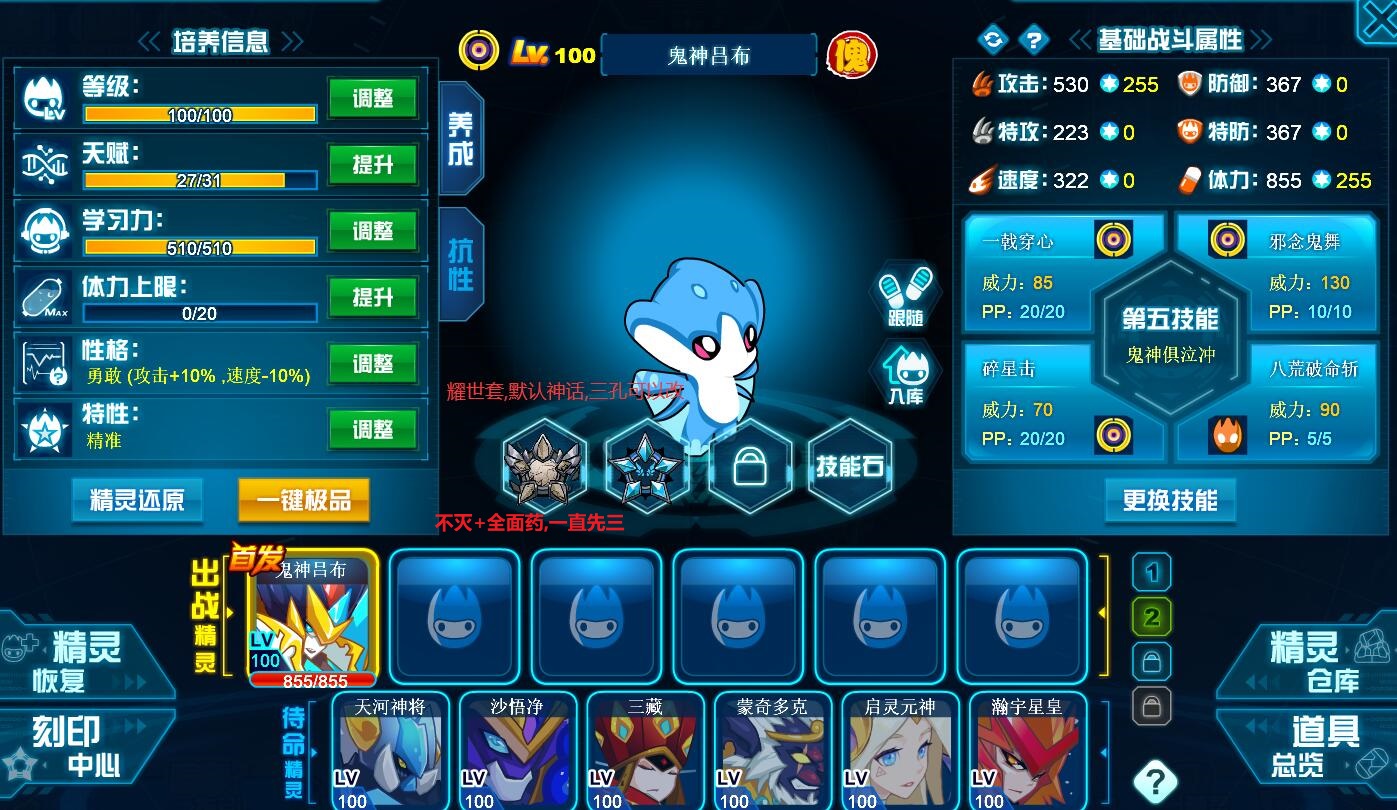 培养信息
等级:
100/100
调整
天赋:
27/31
提升
学习力:
510/510
调整
体力上限:
0/20
提升
MAX
性格:
勇敢 (攻击+10% ,速度-10%)
调整
特性:
精准
调整
精灵还原
一键极品
养成
抗性
Lv. 100
鬼神吕布
傀
跟随
入库
耀世套,默认神话,三孔可以改
技能石
不灭+全面药,一直先三
基础战斗属性
攻击: 530 255
防御: 367 0
特攻: 223 0
特防: 367 0
速度: 322 0
体力: 855 255
一戟穿心
威力: 85
PP: 20/20
邪念鬼舞
威力: 130
PP: 10/10
第五技能
鬼神俱泣冲
碎星击
威力: 70
PP: 20/20
八荒破命斩
威力: 90
PP: 5/5
更换技能
出战精灵
首发
鬼神吕布
LV
100
855/855
1
2
精灵
恢复
刻印
中心
待命精灵
天河神将
LV
100
沙悟净
LV
100
三藏
LV
100
蒙奇多克
LV
100
启灵元神
LV
100
瀚宇星皇
LV
100
精灵
仓库
道具
总览